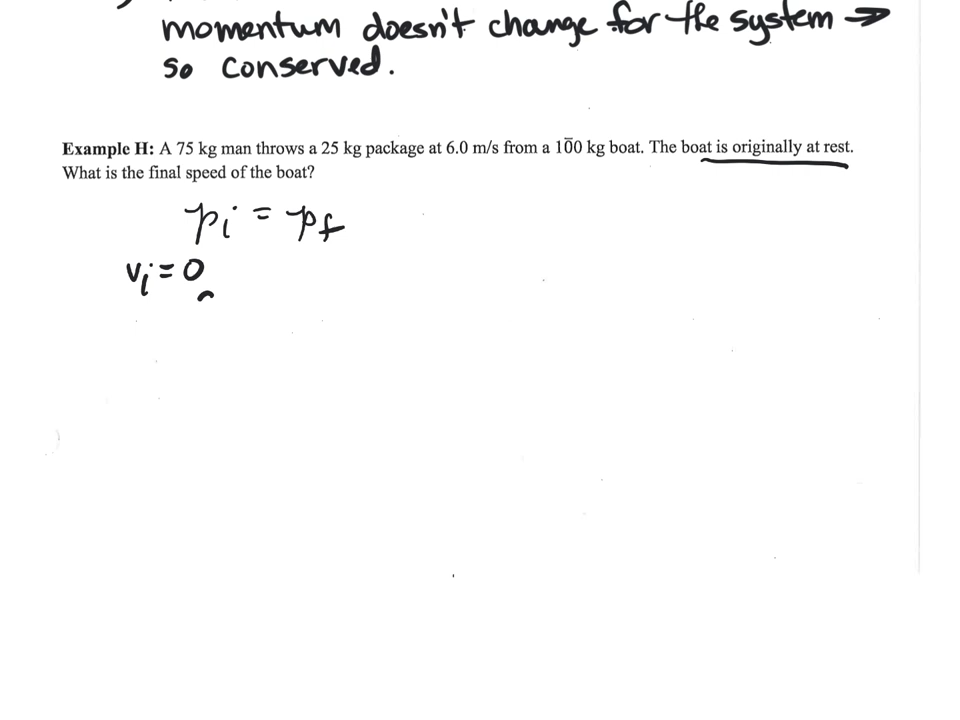 momentum doesn't change for the system →
so conserved.
Example H: A 75 kg man throws a 25 kg package at 6.0 m/s from a 10̅0 kg boat. The boat is originally at rest.
What is the final speed of the boat?
pi = pf
vi = 0